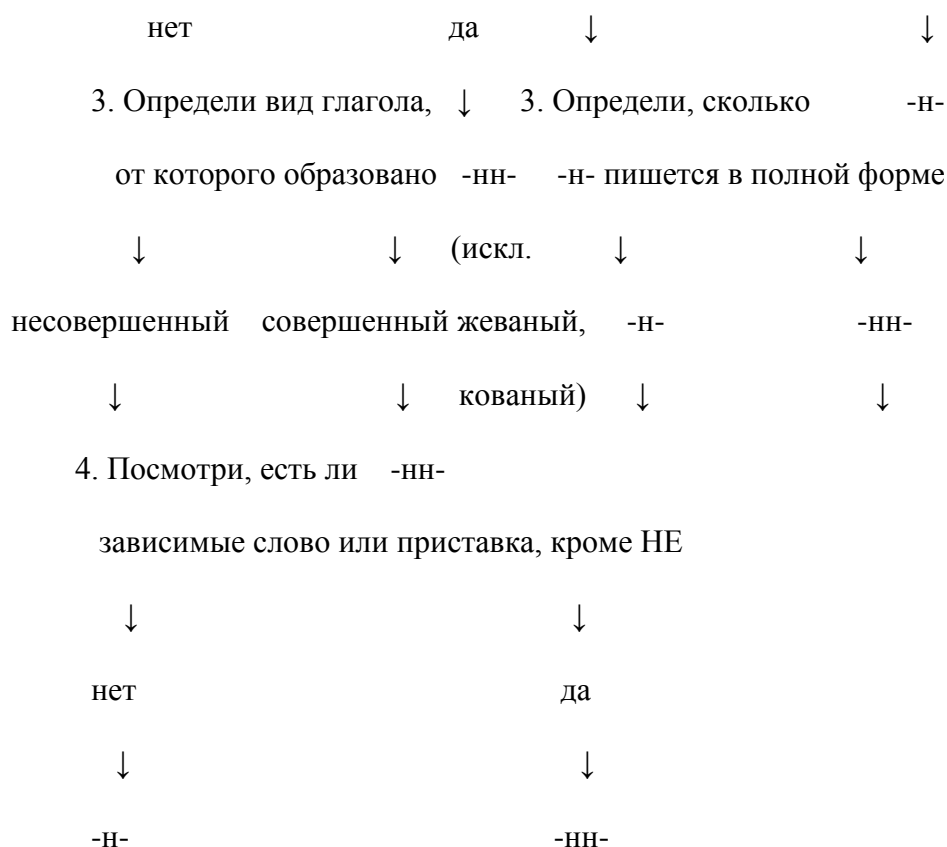 нет да ↓ ↓
3. Определи вид глагола, ↓ 3. Определи, сколько -н-
от которого образовано -нн- -н- пишется в полной форме
↓ ↓ (искл. ↓ ↓
несовершенный совершенный жеваный, -н- -нн-
↓ ↓ кованый) ↓ ↓
4. Посмотри, есть ли -нн-
зависимые слово или приставка, кроме НЕ
↓ ↓
нет да
↓ ↓
-н- -нн-